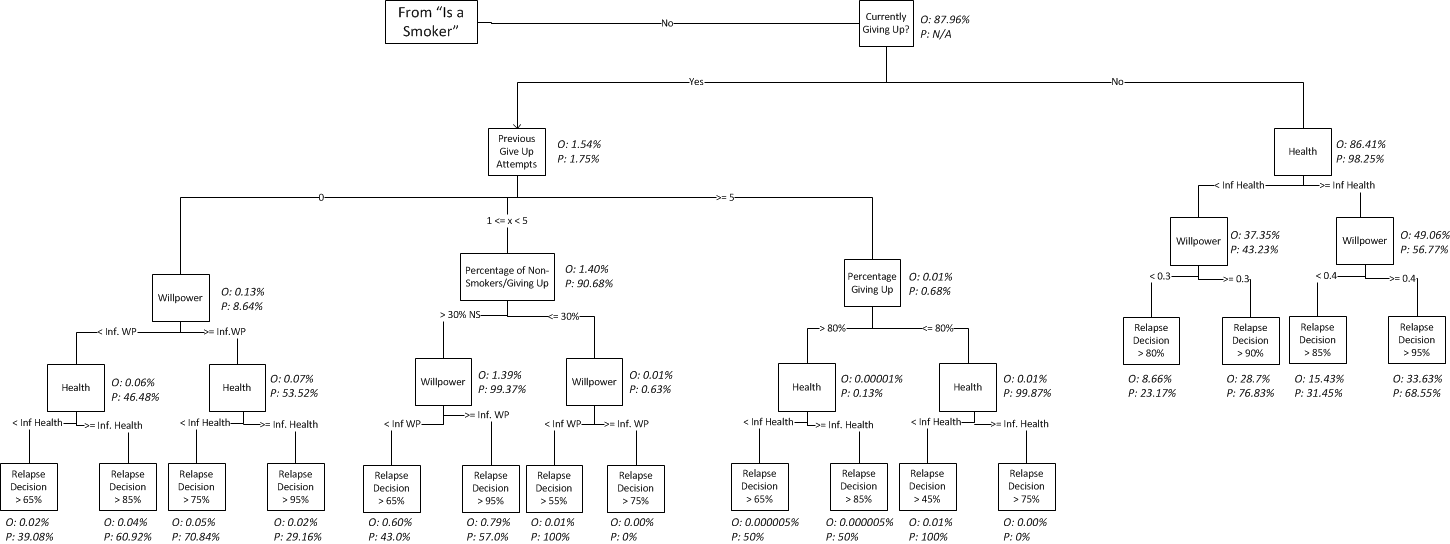 From “Is a
Smoker”
No
Currently
Giving Up?
O: 87.96%
P: N/A
Yes
No
Previous
Give Up
Attempts
O: 1.54%
P: 1.75%
Health
O: 86.41%
P: 98.25%
0
1 <= x < 5
>= 5
< Inf Health
>= Inf Health
Willpower
O: 37.35%
P: 43.23%
Willpower
O: 49.06%
P: 56.77%
Willpower
O: 0.13%
P: 8.64%
Percentage of Non-
Smokers/Giving Up
O: 1.40%
P: 90.68%
Percentage
Giving Up
O: 0.01%
P: 0.68%
< 0.3
>= 0.3
< 0.4
>= 0.4
Relapse
Decision
> 80%
Relapse
Decision
> 90%
Relapse
Decision
> 85%
Relapse
Decision
> 95%
O: 8.66%
P: 23.17%
O: 28.7%
P: 76.83%
O: 15.43%
P: 31.45%
O: 33.63%
P: 68.55%
< Inf. WP
>= Inf.WP
> 30% NS
<= 30%
> 80%
<= 80%
Health
O: 0.06%
P: 46.48%
Health
O: 0.07%
P: 53.52%
Willpower
O: 1.39%
P: 99.37%
Willpower
O: 0.01%
P: 0.63%
Health
O: 0.00001%
P: 0.13%
Health
O: 0.01%
P: 99.87%
< Inf Health
>= Inf. Health
< Inf Health
>= Inf. Health
< Inf WP
>= Inf. WP
< Inf WP
>= Inf. WP
< Inf Health
>= Inf. Health
< Inf Health
>= Inf. Health
Relapse
Decision
> 65%
Relapse
Decision
> 85%
Relapse
Decision
> 75%
Relapse
Decision
> 95%
Relapse
Decision
> 65%
Relapse
Decision
> 95%
Relapse
Decision
> 55%
Relapse
Decision
> 75%
Relapse
Decision
> 65%
Relapse
Decision
> 85%
Relapse
Decision
> 45%
Relapse
Decision
> 75%
O: 0.02%
P: 39.08%
O: 0.04%
P: 60.92%
O: 0.05%
P: 70.84%
O: 0.02%
P: 29.16%
O: 0.60%
P: 43.0%
O: 0.79%
P: 57.0%
O: 0.01%
P: 100%
O: 0.00%
P: 0%
O: 0.000005%
P: 50%
O: 0.000005%
P: 50%
O: 0.01%
P: 100%
O: 0.00%
P: 0%